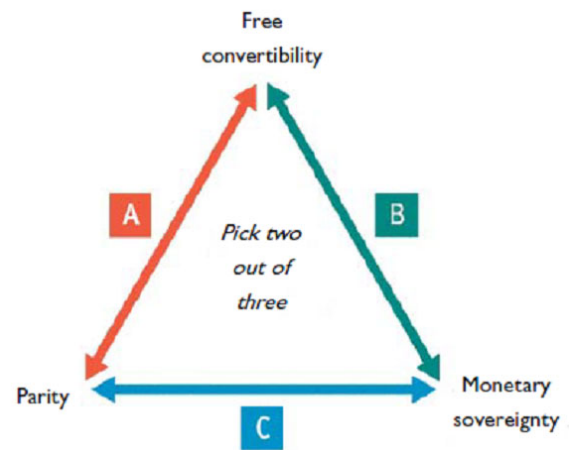 Free
convertibility
A
B
Pick two
out of
three
Parity
Monetary
sovereignty
C